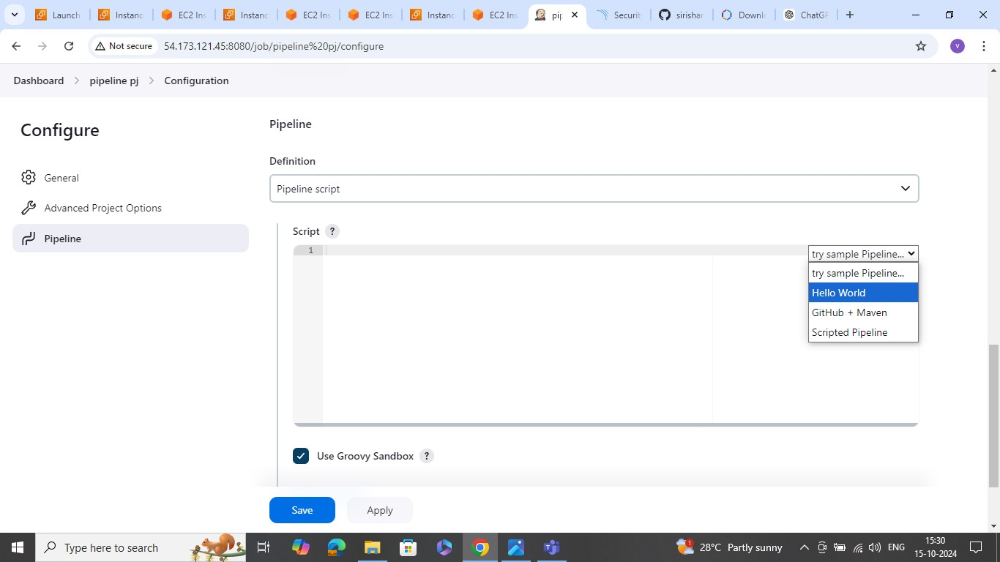 Launch
Instanc
EC2 Ins
Instanc
EC2 Ins
EC2 Ins
Instanc
EC2 Ins
pip
Securit
sirishar
Downlo
ChatGP
Not secure
54.173.121.45:8080/job/pipeline%20pj/configure
V
Dashboard > pipeline pj > Configuration
Configure
General
Advanced Project Options
Pipeline
Pipeline
Definition
Pipeline script
Script ?
1
try sample Pipeline...
try sample Pipeline...
Hello World
GitHub + Maven
Scripted Pipeline
Use Groovy Sandbox ?
Save
Apply
Type here to search
1
28°C Partly sunny
ENG
15:30
15-10-2024